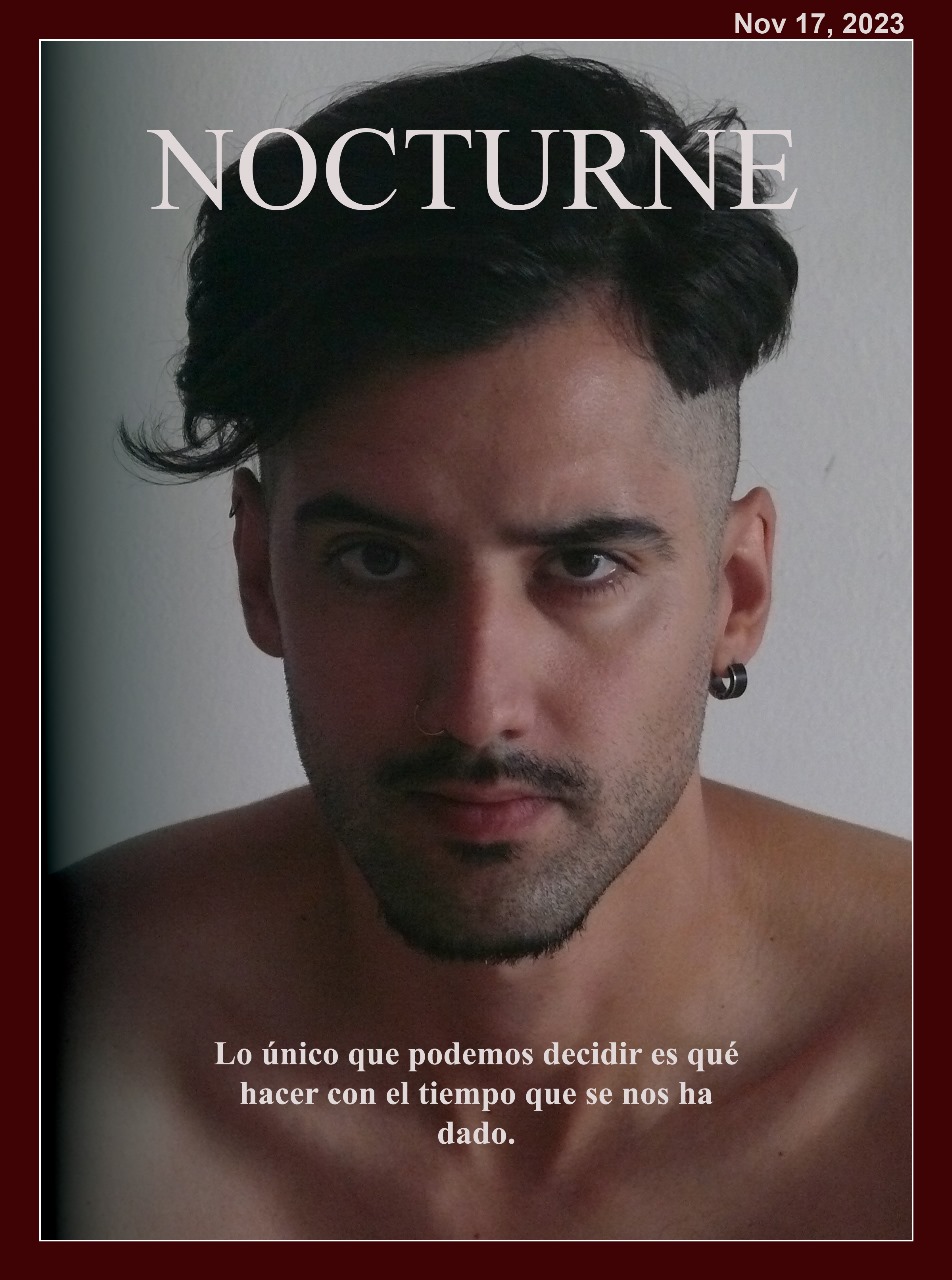 Nov 17, 2023
NOCTURNE
Lo único que podemos decidir es qué
hacer con el tiempo que se nos ha
dado.